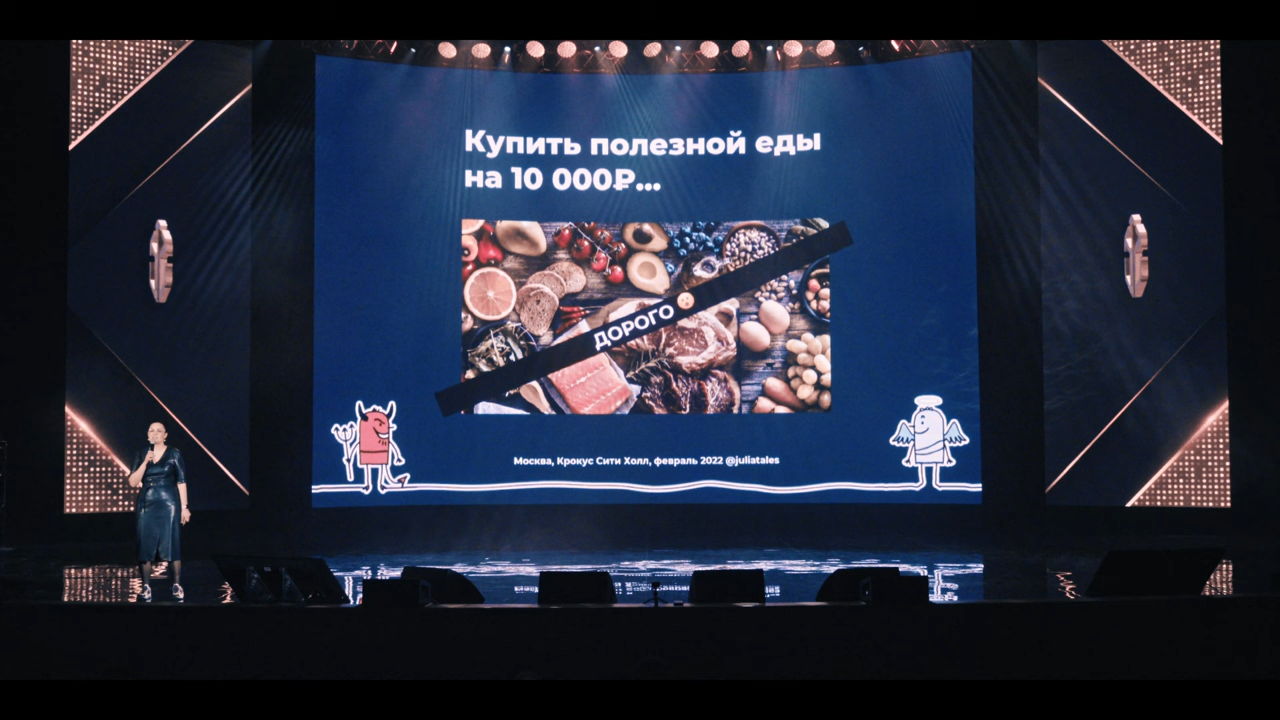 Купить полезной еды
на 10 000₽...
ДОРОГО
Москва, Крокус Сити Холл, февраль 2022 @juliatales